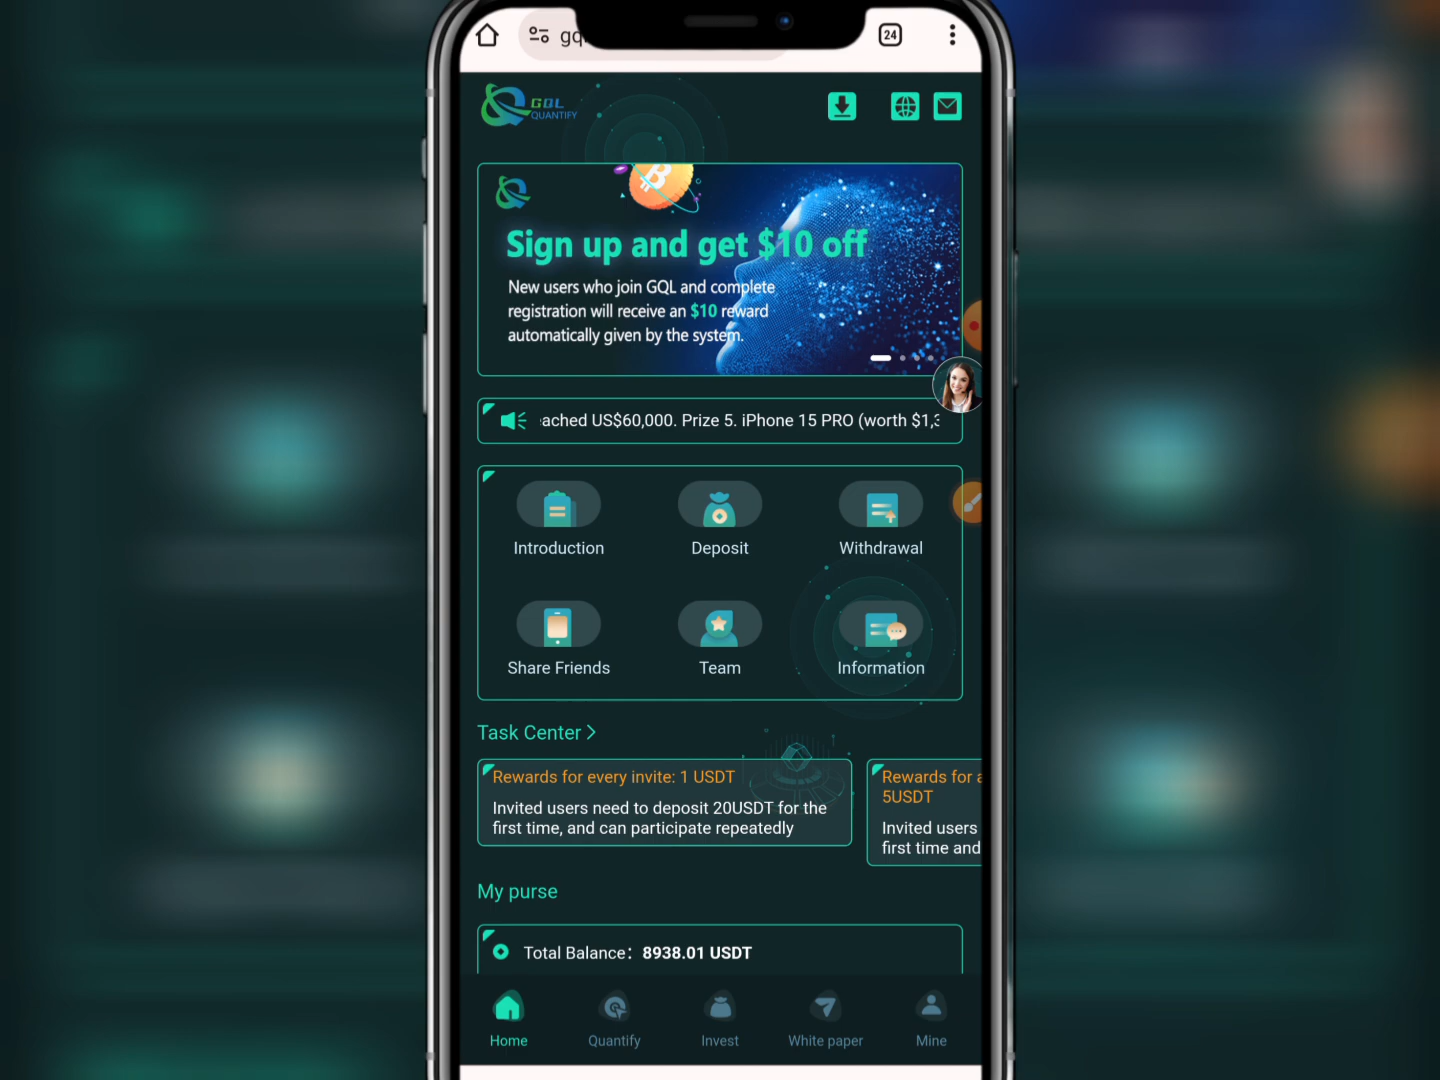 24
GQL
QUANTIFY
Sign up and get $10 off
New users who join GQL and complete
registration will receive an $10 reward
automatically given by the system.
ached US$60,000. Prize 5. iPhone 15 PRO (worth $1,3
Introduction
Deposit
Withdrawal
Share Friends
Team
Information
Task Center
Rewards for every invite: 1 USDT
Invited users need to deposit 20USDT for the
first time, and can participate repeatedly
Rewards for a
5USDT
Invited users
first time and
My purse
Total Balance: 8938.01 USDT
Home
Quantify
Invest
White paper
Mine